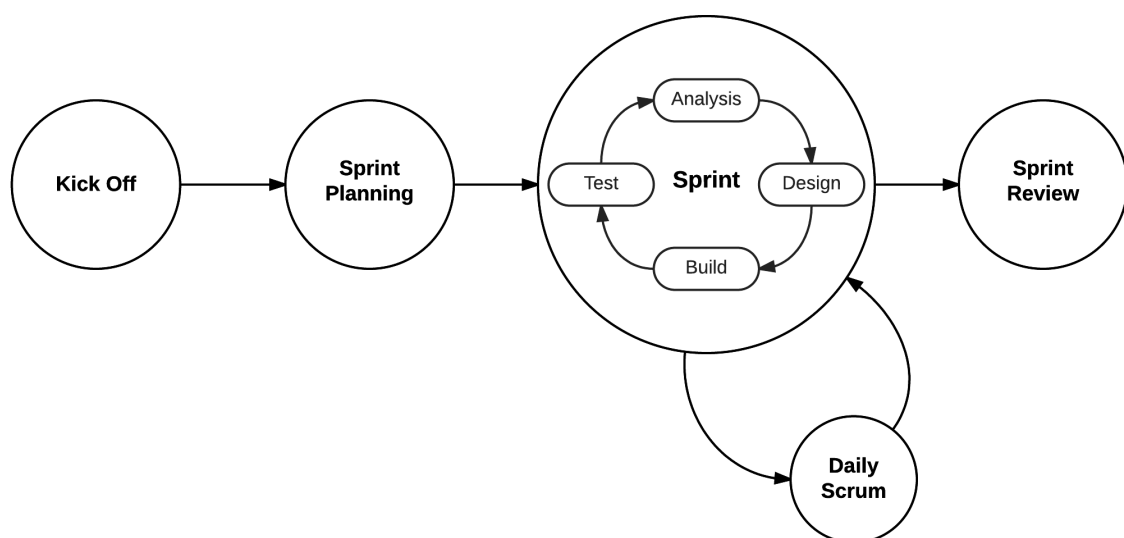 Kick Off
Sprint
Planning
Analysis
Test
Sprint
Design
Build
Sprint
Review
Daily
Scrum